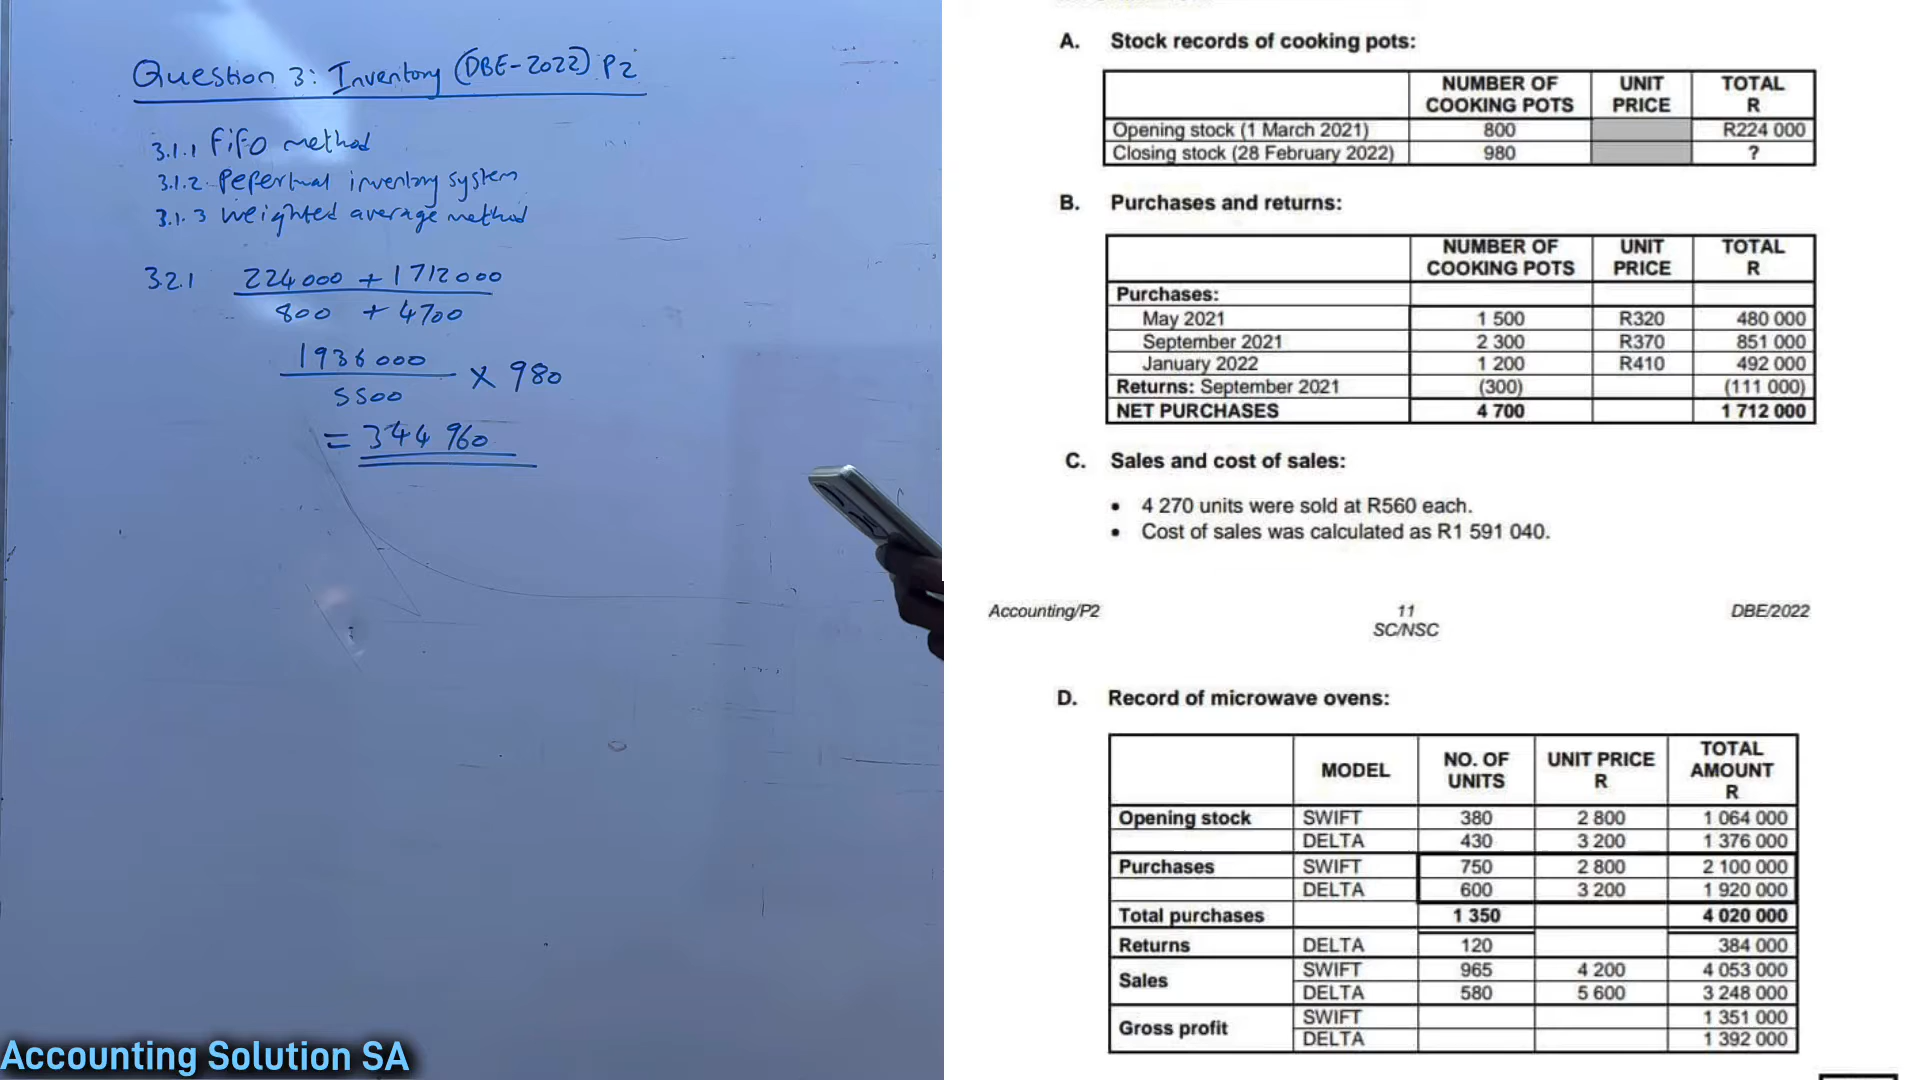 Question 3: Inventory (DBE-2022) P2
3.1.1 FIFO method
3.1.2 Pepertual inventory system
3.1.3 Weighted average method
3.2.1 224 000 + 1 712 000
800 + 4700
1936 000
5500
X 980
= 344 960
Accounting Solution SA
A. Stock records of cooking pots:
NUMBER OF COOKING POTS UNIT PRICE TOTAL R
Opening stock (1 March 2021) 800 R224 000
Closing stock (28 February 2022) 980 ?
B. Purchases and returns:
NUMBER OF COOKING POTS UNIT PRICE TOTAL R
Purchases:
May 2021 1 500 R320 480 000
September 2021 2 300 R370 851 000
January 2022 1 200 R410 492 000
Returns: September 2021 (300) (111 000)
NET PURCHASES 4 700 1 712 000
C. Sales and cost of sales:
• 4 270 units were sold at R560 each.
• Cost of sales was calculated as R1 591 040.
Accounting/P2 11 DBE/2022
SC/NSC
D. Record of microwave ovens:
MODEL NO. OF UNITS UNIT PRICE R TOTAL AMOUNT R
Opening stock SWIFT 380 2 800 1 064 000
DELTA 430 3 200 1 376 000
Purchases SWIFT 750 2 800 2 100 000
DELTA 600 3 200 1 920 000
Total purchases 1 350 4 020 000
Returns DELTA 120 384 000
Sales SWIFT 965 4 200 4 053 000
DELTA 580 5 600 3 248 000
Gross profit SWIFT 1 351 000
DELTA 1 392 000